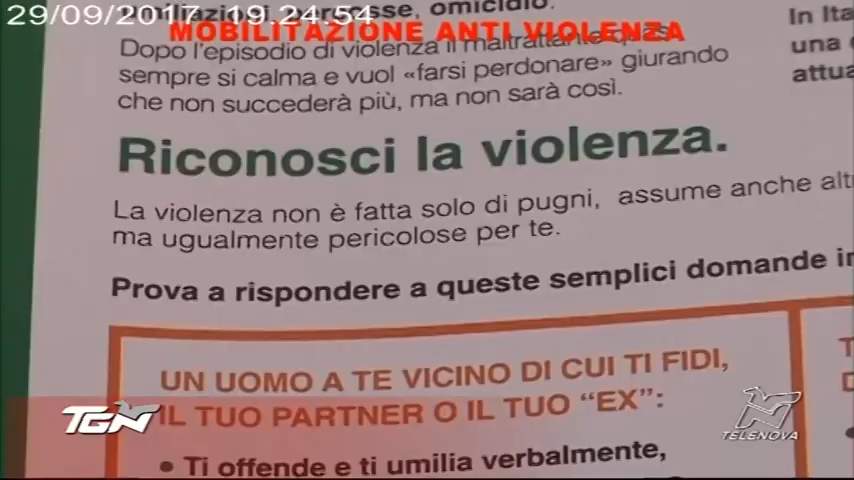 29/09/2017 19.24.54
MOBILITAZIONE ANTI VIOLENZA
percosse, omicidio.
Dopo l'episodio di violenza il maltrattante
sempre si calma e vuol «farsi perdonare» giurando
che non succederà più, ma non sarà così.
In Ita
una
attua
Riconosci la violenza.
La violenza non è fatta solo di pugni, assume anche alt
ma ugualmente pericolose per te.
Prova a rispondere a queste semplici domande in
UN UOMO A TE VICINO DI CUI TI FIDI,
IL TUO PARTNER O IL TUO "EX":
• Ti offende e ti umilia verbalmente,
T
D
TGN
TELENOVA